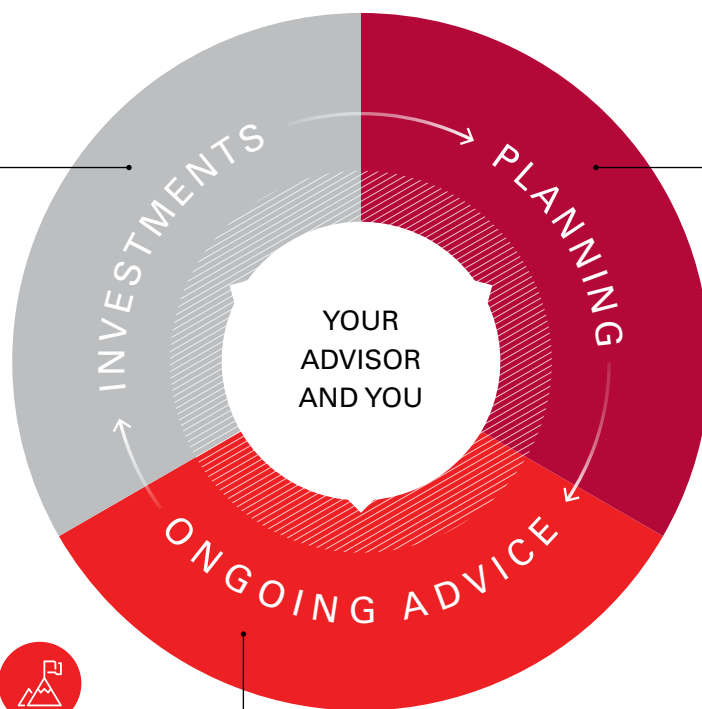 INVESTMENTS
PLANNING
YOUR
ADVISOR
AND YOU
ONGOING ADVICE